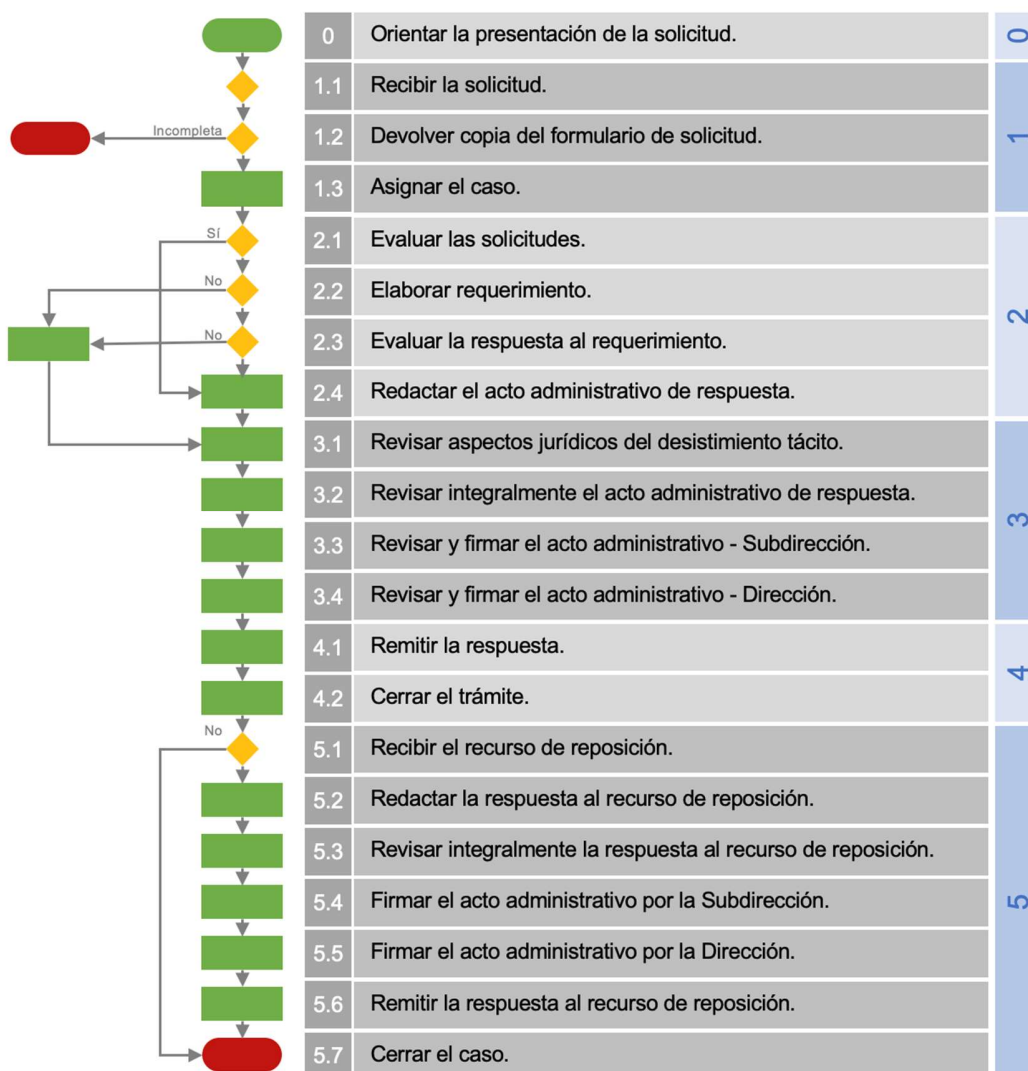 0 Orientar la presentación de la solicitud. 0
1.1 Recibir la solicitud.
Incompleta 1.2 Devolver copia del formulario de solicitud. 1
1.3 Asignar el caso.
Sí 2.1 Evaluar las solicitudes.
No 2.2 Elaborar requerimiento.
No 2.3 Evaluar la respuesta al requerimiento. 2
2.4 Redactar el acto administrativo de respuesta.
3.1 Revisar aspectos jurídicos del desistimiento tácito.
3.2 Revisar integralmente el acto administrativo de respuesta.
3.3 Revisar y firmar el acto administrativo - Subdirección. 3
3.4 Revisar y firmar el acto administrativo - Dirección.
4.1 Remitir la respuesta.
4.2 Cerrar el trámite. 4
No 5.1 Recibir el recurso de reposición.
5.2 Redactar la respuesta al recurso de reposición.
5.3 Revisar integralmente la respuesta al recurso de reposición.
5.4 Firmar el acto administrativo por la Subdirección. 5
5.5 Firmar el acto administrativo por la Dirección.
5.6 Remitir la respuesta al recurso de reposición.
5.7 Cerrar el caso.